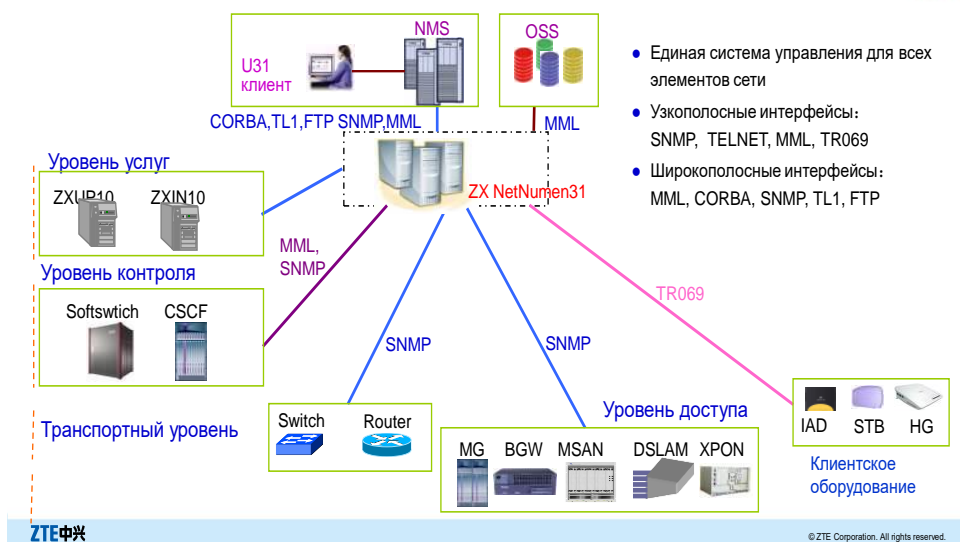 NMS
OSS
U31
клиент
CORBA,TL1,FTP SNMP,MML
MML
● Единая система управления для всех
элементов сети
● Узкополосные интерфейсы:
SNMP, TELNET, MML, TR069
● Широкополосные интерфейсы:
MML, CORBA, SNMP, TL1, FTP
Уровень услуг
ZXUP10 ZXIN10
ZX NetNumen31
MML,
SNMP
Уровень контроля
Softswtich CSCF
TR069
SNMP
SNMP
Транспортный уровень
Switch Router
Уровень доступа
MG BGW MSAN DSLAM XPON
IAD STB HG
Клиентское
оборудование
ZTE中兴
© ZTE Corporation. All rights reserved.